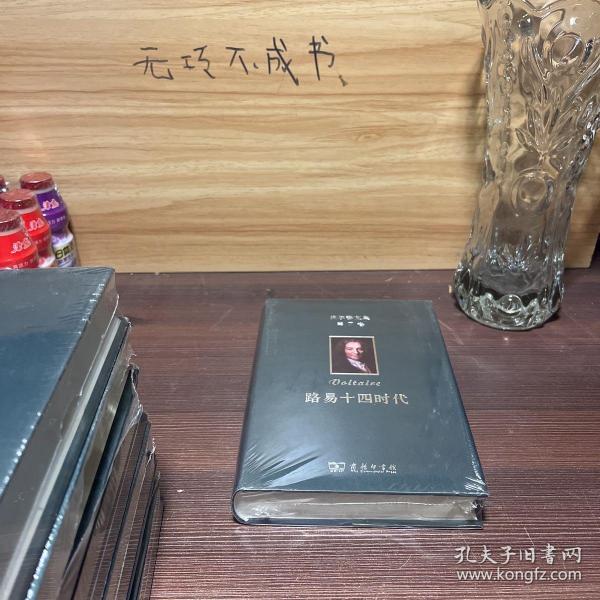 无巧不成书
伏尔泰文集
第一卷
Voltaire
路易十四时代
商务印书馆
孔夫子旧书网
www.kongfz.com